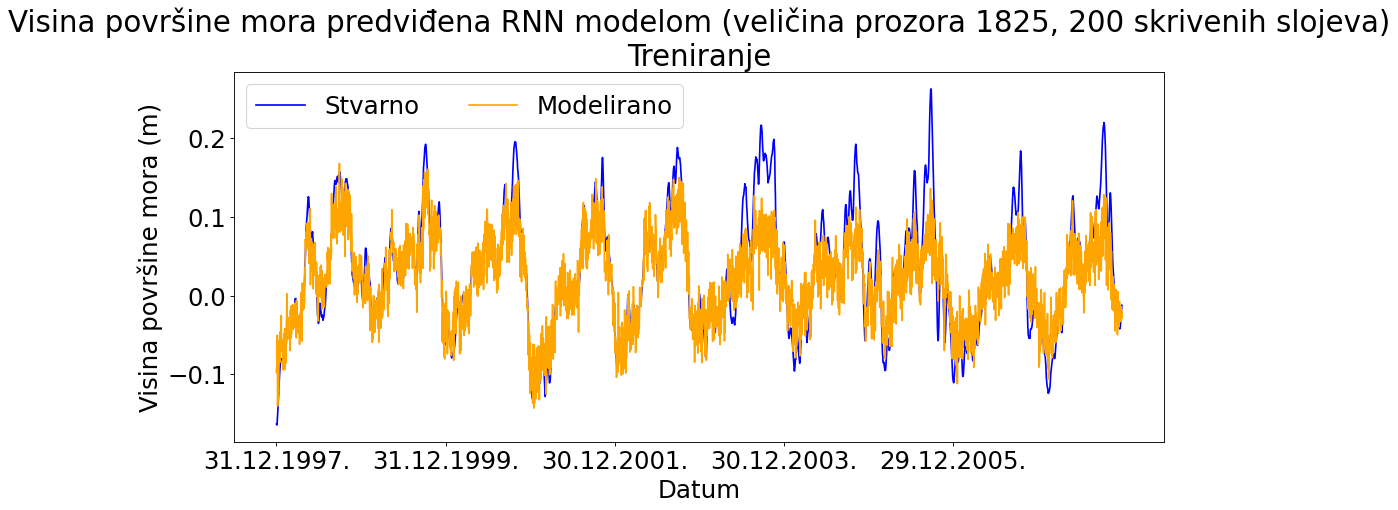 Visina površine mora predviđena RNN modelom (veličina prozora 1825, 200 skrivenih slojeva)
Treniranje
Stvarno
Modelirano
Visina površine mora (m)
0.2
0.1
0.0
−0.1
31.12.1997.
31.12.1999.
30.12.2001.
30.12.2003.
29.12.2005.
Datum